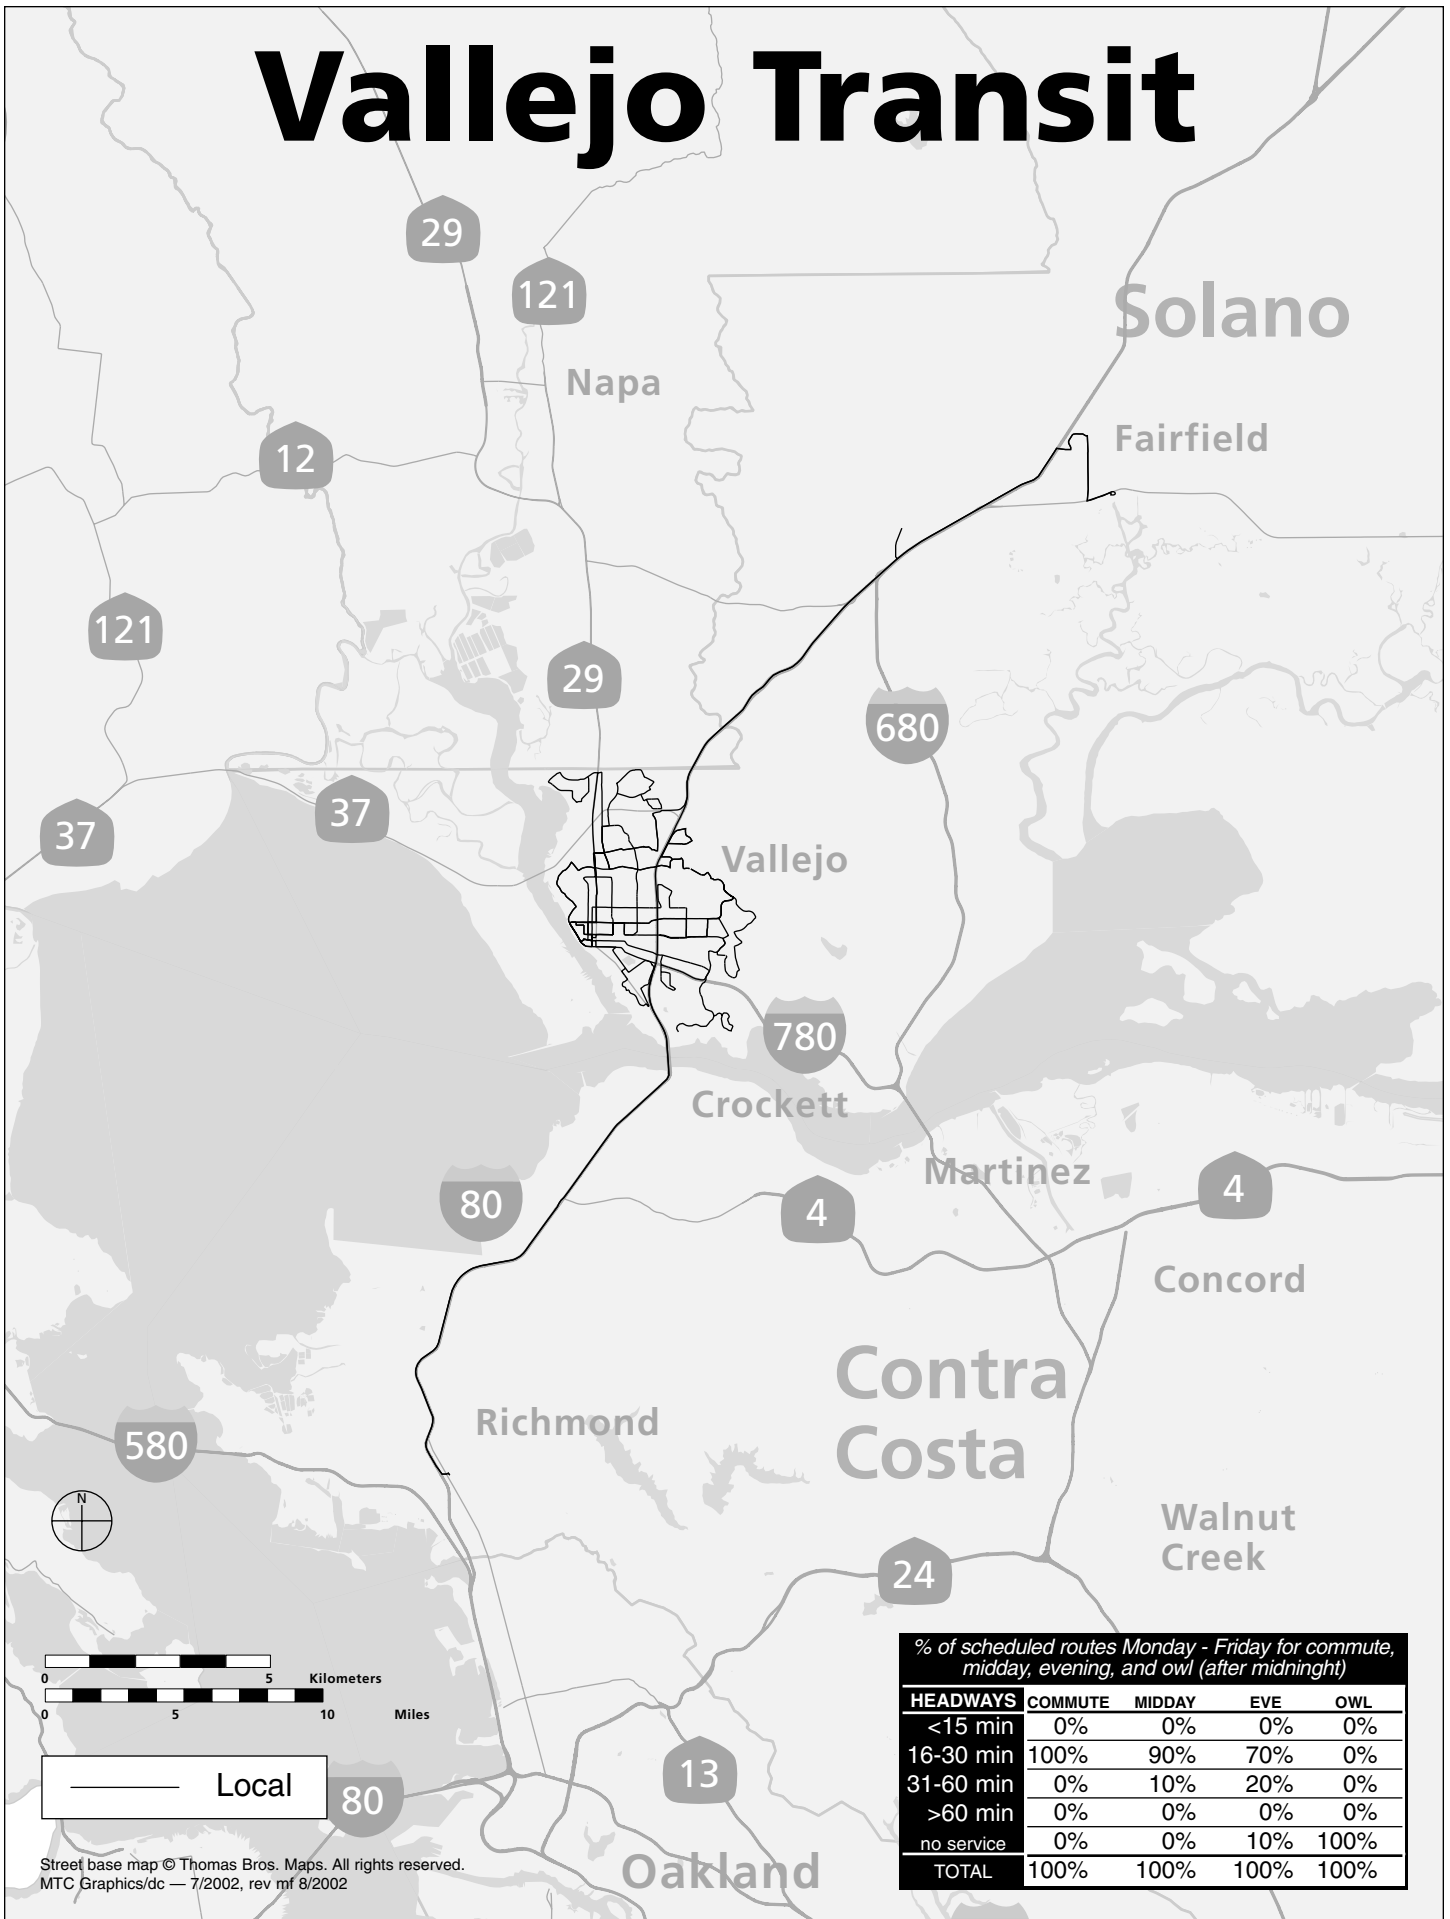 Vallejo Transit
29
121
Solano
Napa
Fairfield
12
121
29
680
37
37
Vallejo
780
Crockett
Martinez
80
4
4
Concord
Contra
Costa
Richmond
580
N
Walnut
Creek
24
0 5 Kilometers
0 5 10 Miles
Local
80
13
Oakland
% of scheduled routes Monday - Friday for commute,
midday, evening, and owl (after midninght)
HEADWAYS COMMUTE MIDDAY EVE OWL
<15 min 0% 0% 0% 0%
16-30 min 100% 90% 70% 0%
31-60 min 0% 10% 20% 0%
>60 min 0% 0% 0% 0%
no service 0% 0% 10% 100%
TOTAL 100% 100% 100% 100%
Street base map © Thomas Bros. Maps. All rights reserved.
MTC Graphics/dc — 7/2002, rev mf 8/2002